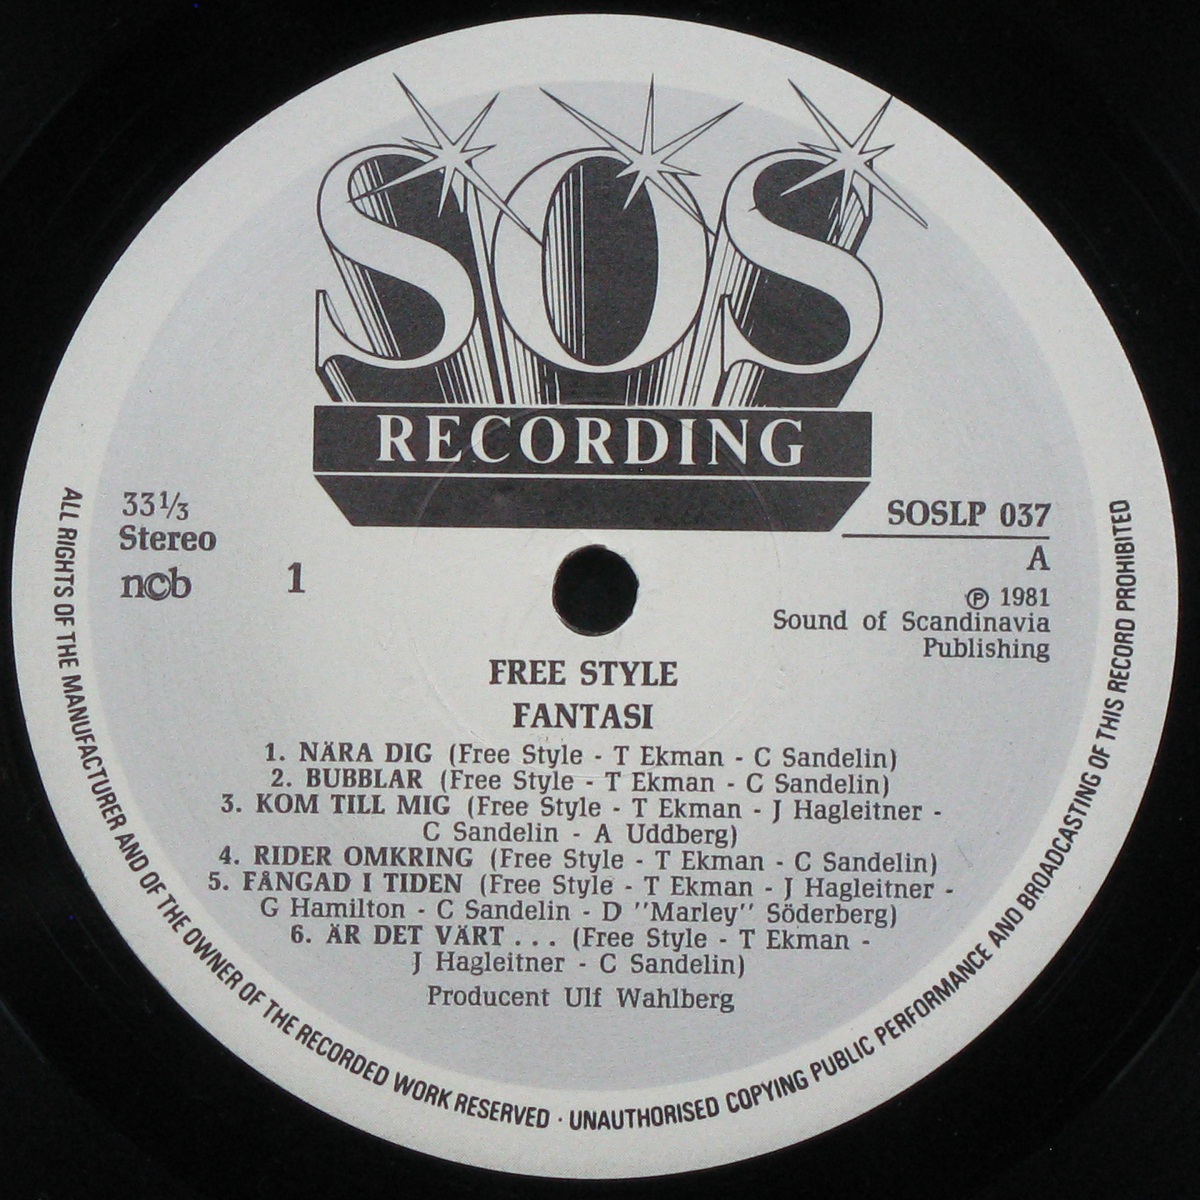 SOS
RECORDING
33⅓
Stereo
ncb
1
SOSLP 037
A
℗ 1981
Sound of Scandinavia
Publishing
FREE STYLE
FANTASI
1. NÄRA DIG (Free Style - T Ekman - C Sandelin)
2. BUBBLAR (Free Style - T Ekman - C Sandelin)
3. KOM TILL MIG (Free Style - T Ekman - J Hagleitner -
C Sandelin - A Uddberg)
4. RIDER OMKRING (Free Style - T Ekman - C Sandelin)
5. FÅNGAD I TIDEN (Free Style - T Ekman - J Hagleitner -
G Hamilton - C Sandelin - D "Marley" Söderberg)
6. ÄR DET VÄRT . . . (Free Style - T Ekman -
J Hagleitner - C Sandelin)
Producent Ulf Wahlberg
ALL RIGHTS OF THE MANUFACTURER AND OF THE OWNER OF THE RECORDED WORK RESERVED · UNAUTHORISED COPYING PUBLIC PERFORMANCE AND BROADCASTING OF THIS RECORD PROHIBITED